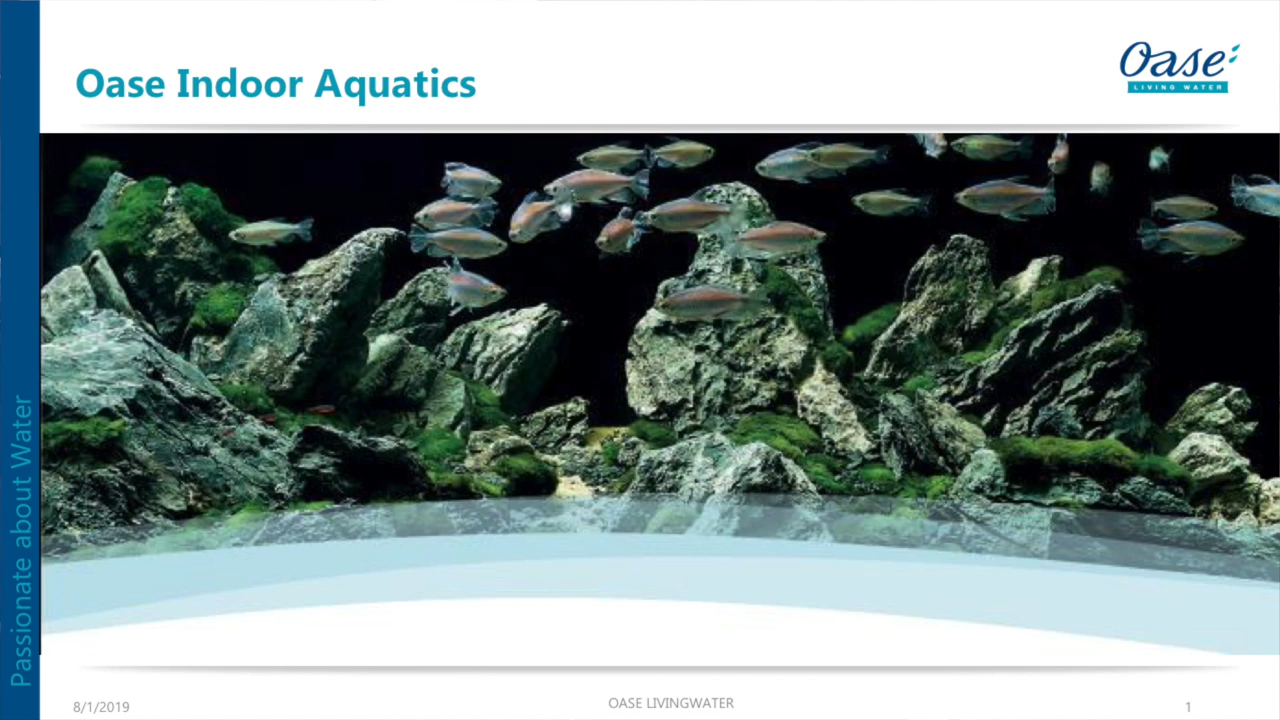 Oase Indoor Aquatics
Oase
LIVING WATER
Passionate about Water
8/1/2019
OASE LIVINGWATER
1